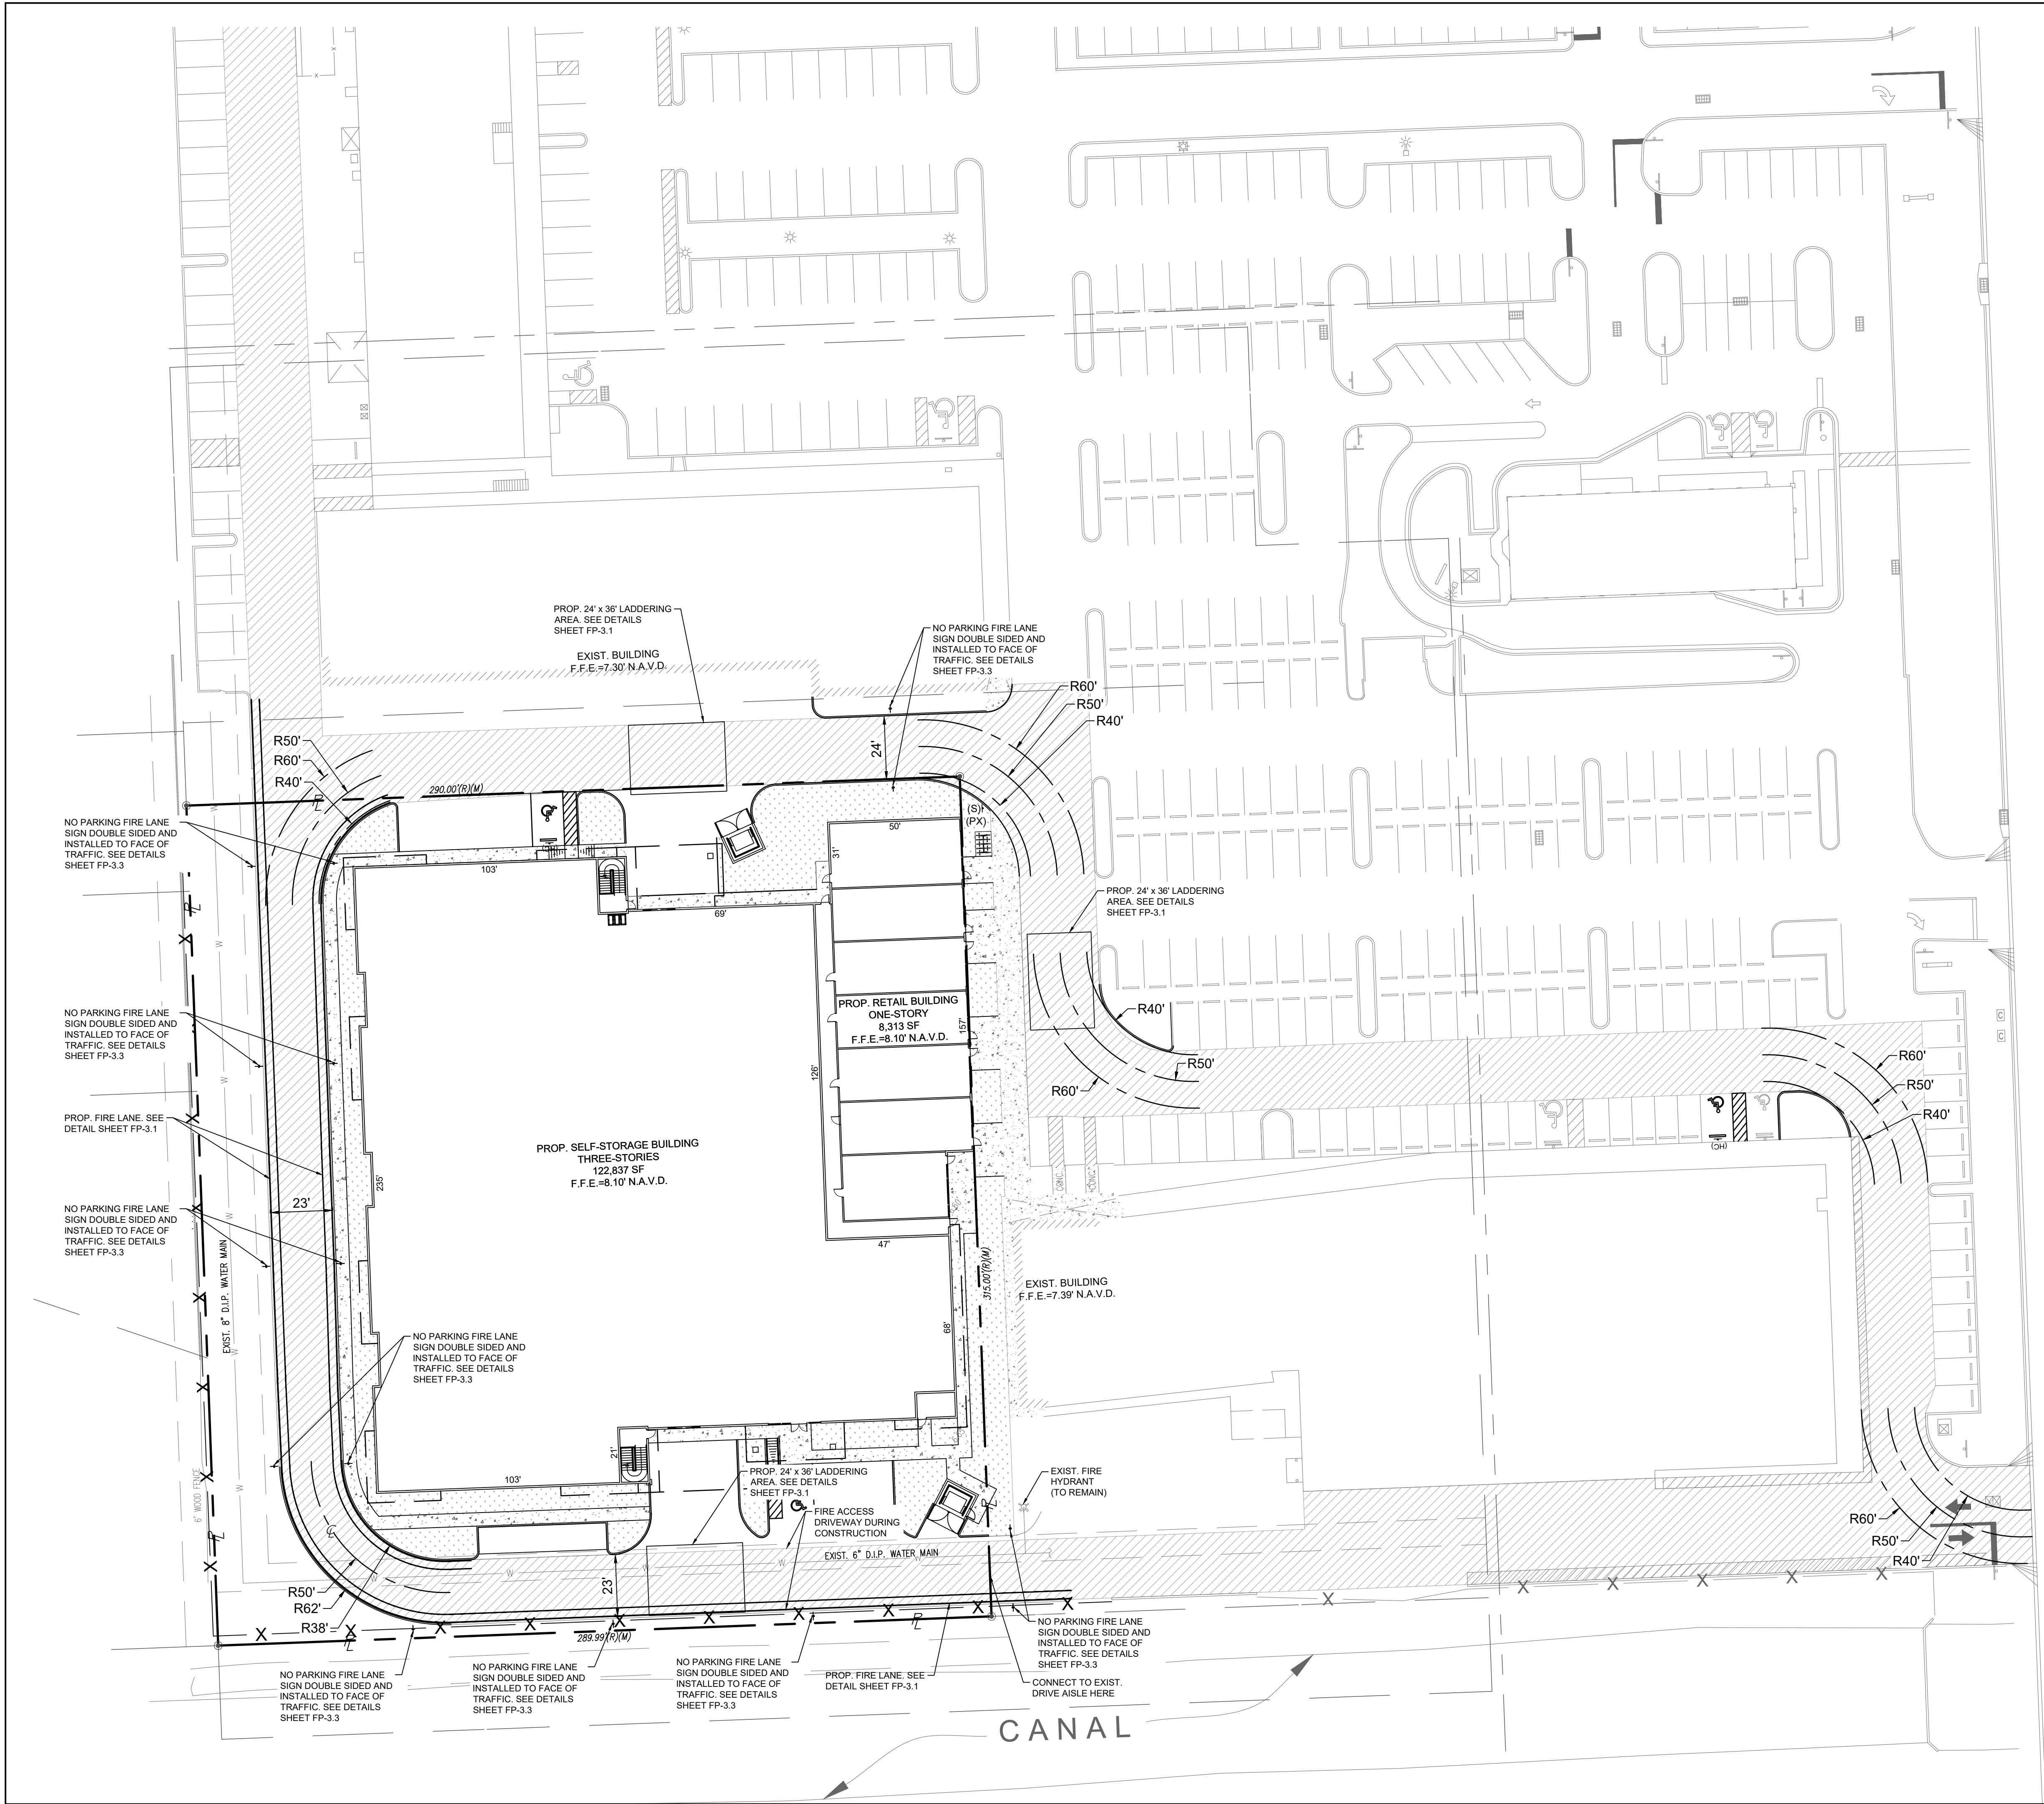 PROP. 24' x 36' LADDERING
AREA. SEE DETAILS
SHEET FP-3.1
EXIST. BUILDING
F.F.E.=7.30' N.A.V.D.
NO PARKING FIRE LANE
SIGN DOUBLE SIDED AND
INSTALLED TO FACE OF
TRAFFIC. SEE DETAILS
SHEET FP-3.3
R60'
R50'
R40'
24'
R50'
R60'
R40'
290.00'(R)(M)
NO PARKING FIRE LANE
SIGN DOUBLE SIDED AND
INSTALLED TO FACE OF
TRAFFIC. SEE DETAILS
SHEET FP-3.3
(S)
(PX)
50'
31'
103'
69'
PROP. 24' x 36' LADDERING
AREA. SEE DETAILS
SHEET FP-3.1
PROP. RETAIL BUILDING
ONE-STORY
8,313 SF
F.F.E.=8.10' N.A.V.D.
157'
126'
R40'
R50'
R60'
R60'
R50'
R40'
(HC)
NO PARKING FIRE LANE
SIGN DOUBLE SIDED AND
INSTALLED TO FACE OF
TRAFFIC. SEE DETAILS
SHEET FP-3.3
PROP. FIRE LANE. SEE
DETAIL SHEET FP-3.1
PROP. SELF-STORAGE BUILDING
THREE-STORIES
122,837 SF
F.F.E.=8.10' N.A.V.D.
235'
23'
CONC.
CONC.
NO PARKING FIRE LANE
SIGN DOUBLE SIDED AND
INSTALLED TO FACE OF
TRAFFIC. SEE DETAILS
SHEET FP-3.3
EXIST. 8" D.I.P. WATER MAIN
47'
315.00'(R)(M)
EXIST. BUILDING
F.F.E.=7.39' N.A.V.D.
68'
NO PARKING FIRE LANE
SIGN DOUBLE SIDED AND
INSTALLED TO FACE OF
TRAFFIC. SEE DETAILS
SHEET FP-3.3
21'
103'
6' WOOD FENCE
PROP. 24' x 36' LADDERING
AREA. SEE DETAILS
SHEET FP-3.1
FIRE ACCESS
DRIVEWAY DURING
CONSTRUCTION
EXIST. FIRE
HYDRANT
(TO REMAIN)
EXIST. 6" D.I.P. WATER MAIN
R60'
R50'
R40'
R50'
R62'
R38'
23'
289.99'(R)(M)
NO PARKING FIRE LANE
SIGN DOUBLE SIDED AND
INSTALLED TO FACE OF
TRAFFIC. SEE DETAILS
SHEET FP-3.3
NO PARKING FIRE LANE
SIGN DOUBLE SIDED AND
INSTALLED TO FACE OF
TRAFFIC. SEE DETAILS
SHEET FP-3.3
NO PARKING FIRE LANE
SIGN DOUBLE SIDED AND
INSTALLED TO FACE OF
TRAFFIC. SEE DETAILS
SHEET FP-3.3
PROP. FIRE LANE. SEE
DETAIL SHEET FP-3.1
NO PARKING FIRE LANE
SIGN DOUBLE SIDED AND
INSTALLED TO FACE OF
TRAFFIC. SEE DETAILS
SHEET FP-3.3
CONNECT TO EXIST.
DRIVE AISLE HERE
CANAL